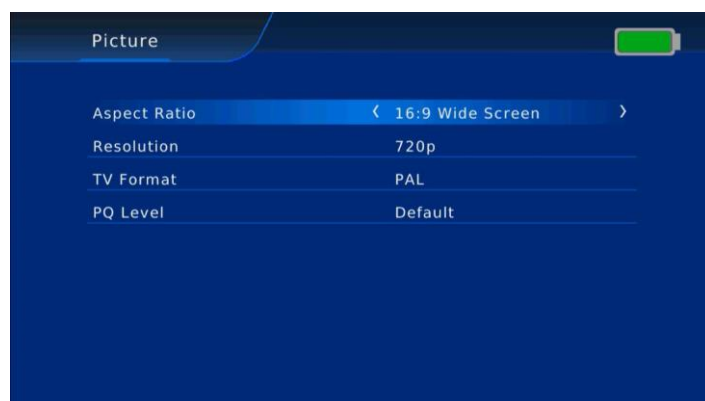 Picture
Aspect Ratio 16:9 Wide Screen
Resolution 720p
TV Format PAL
PQ Level Default